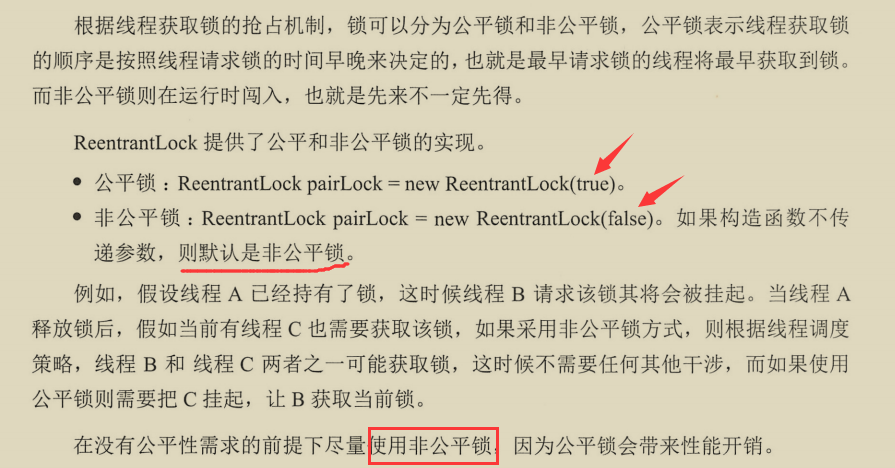 根据线程获取锁的抢占机制，锁可以分为公平锁和非公平锁，公平锁表示线程获取锁
的顺序是按照线程请求锁的时间早晚来决定的，也就是最早请求锁的线程将最早获取到锁。
而非公平锁则在运行时闯入，也就是先来不一定先得。
ReentrantLock 提供了公平和非公平锁的实现。
● 公平锁：ReentrantLock pairLock = new ReentrantLock(true)。
● 非公平锁：ReentrantLock pairLock = new ReentrantLock(false)。如果构造函数不传
递参数，则默认是非公平锁。
例如，假设线程 A 已经持有了锁，这时候线程 B 请求该锁其将会被挂起。当线程 A
释放锁后，假如当前有线程 C 也需要获取该锁，如果采用非公平锁方式，则根据线程调度
策略，线程 B 和 线程 C 两者之一可能获取锁，这时候不需要任何其他干涉，而如果使用
公平锁则需要把 C 挂起，让 B 获取当前锁。
在没有公平性需求的前提下尽量使用非公平锁，因为公平锁会带来性能开销。